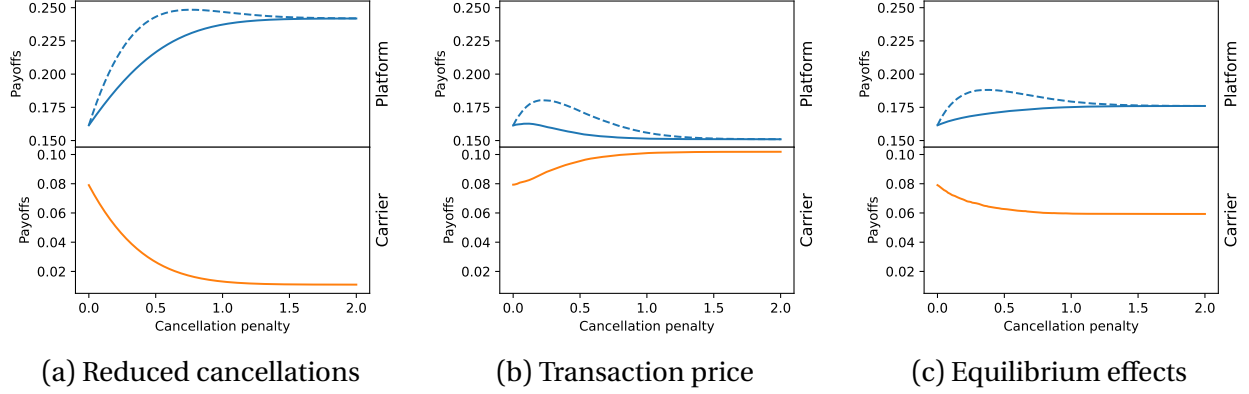 0.250
0.225
0.200
0.175
0.150
Payoffs
Platform
0.10
0.08
0.06
0.04
0.02
Payoffs
Carrier
0.0 0.5 1.0 1.5 2.0
Cancellation penalty
(a) Reduced cancellations
0.250
0.225
0.200
0.175
0.150
Payoffs
Platform
0.10
0.08
0.06
0.04
0.02
Payoffs
Carrier
0.0 0.5 1.0 1.5 2.0
Cancellation penalty
(b) Transaction price
0.250
0.225
0.200
0.175
0.150
Payoffs
Platform
0.10
0.08
0.06
0.04
0.02
Payoffs
Carrier
0.0 0.5 1.0 1.5 2.0
Cancellation penalty
(c) Equilibrium effects